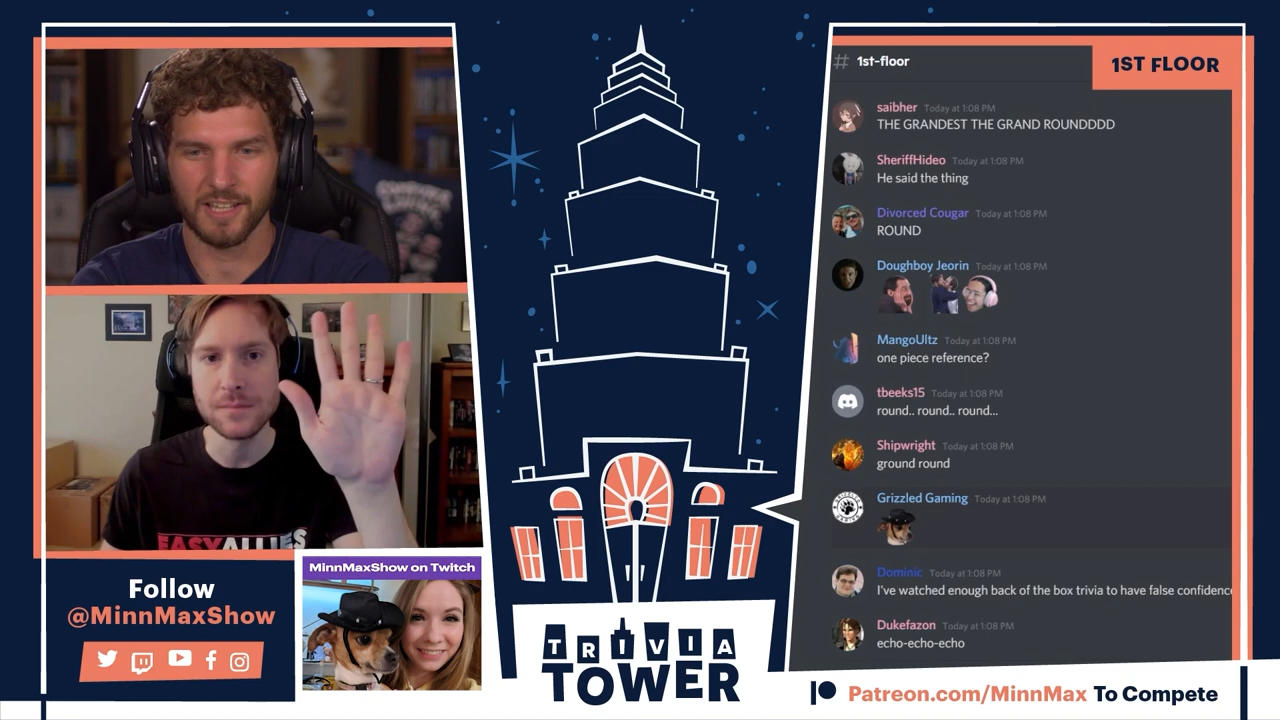 EASYALLIES
Follow
@MinnMaxShow
MinnMaxShow on Twitch
TRIVIA
TOWER
# 1st-floor
1ST FLOOR
saibher Today at 1:08 PM
THE GRANDEST THE GRAND ROUNDDDD
SheriffHideo Today at 1:08 PM
He said the thing
Divorced Cougar Today at 1:08 PM
ROUND
Doughboy Jeorin Today at 1:08 PM
MangoUltz Today at 1:08 PM
one piece reference?
tbeeks15 Today at 1:08 PM
round.. round.. round...
Shipwright Today at 1:08 PM
ground round
Grizzled Gaming Today at 1:08 PM
Dominic Today at 1:08 PM
I've watched enough back of the box trivia to have false confidence
Dukefazon Today at 1:08 PM
echo-echo-echo
Patreon.com/MinnMax To Compete